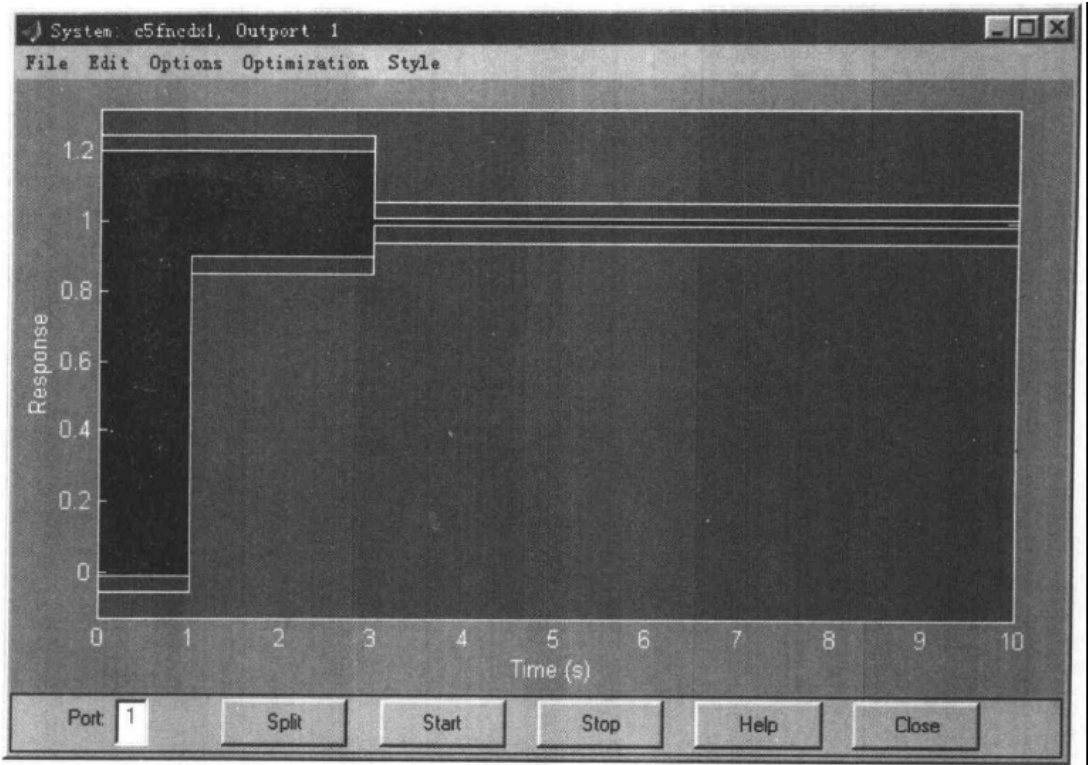 System: c5fncdx1, Outport 1
File Edit Options Optimization Style
1.2
1
0.8
0.6
0.4
0.2
0
Response
0 1 2 3 4 5 6 7 8 9 10
Time (s)
Port: 1 Split Start Stop Help Close